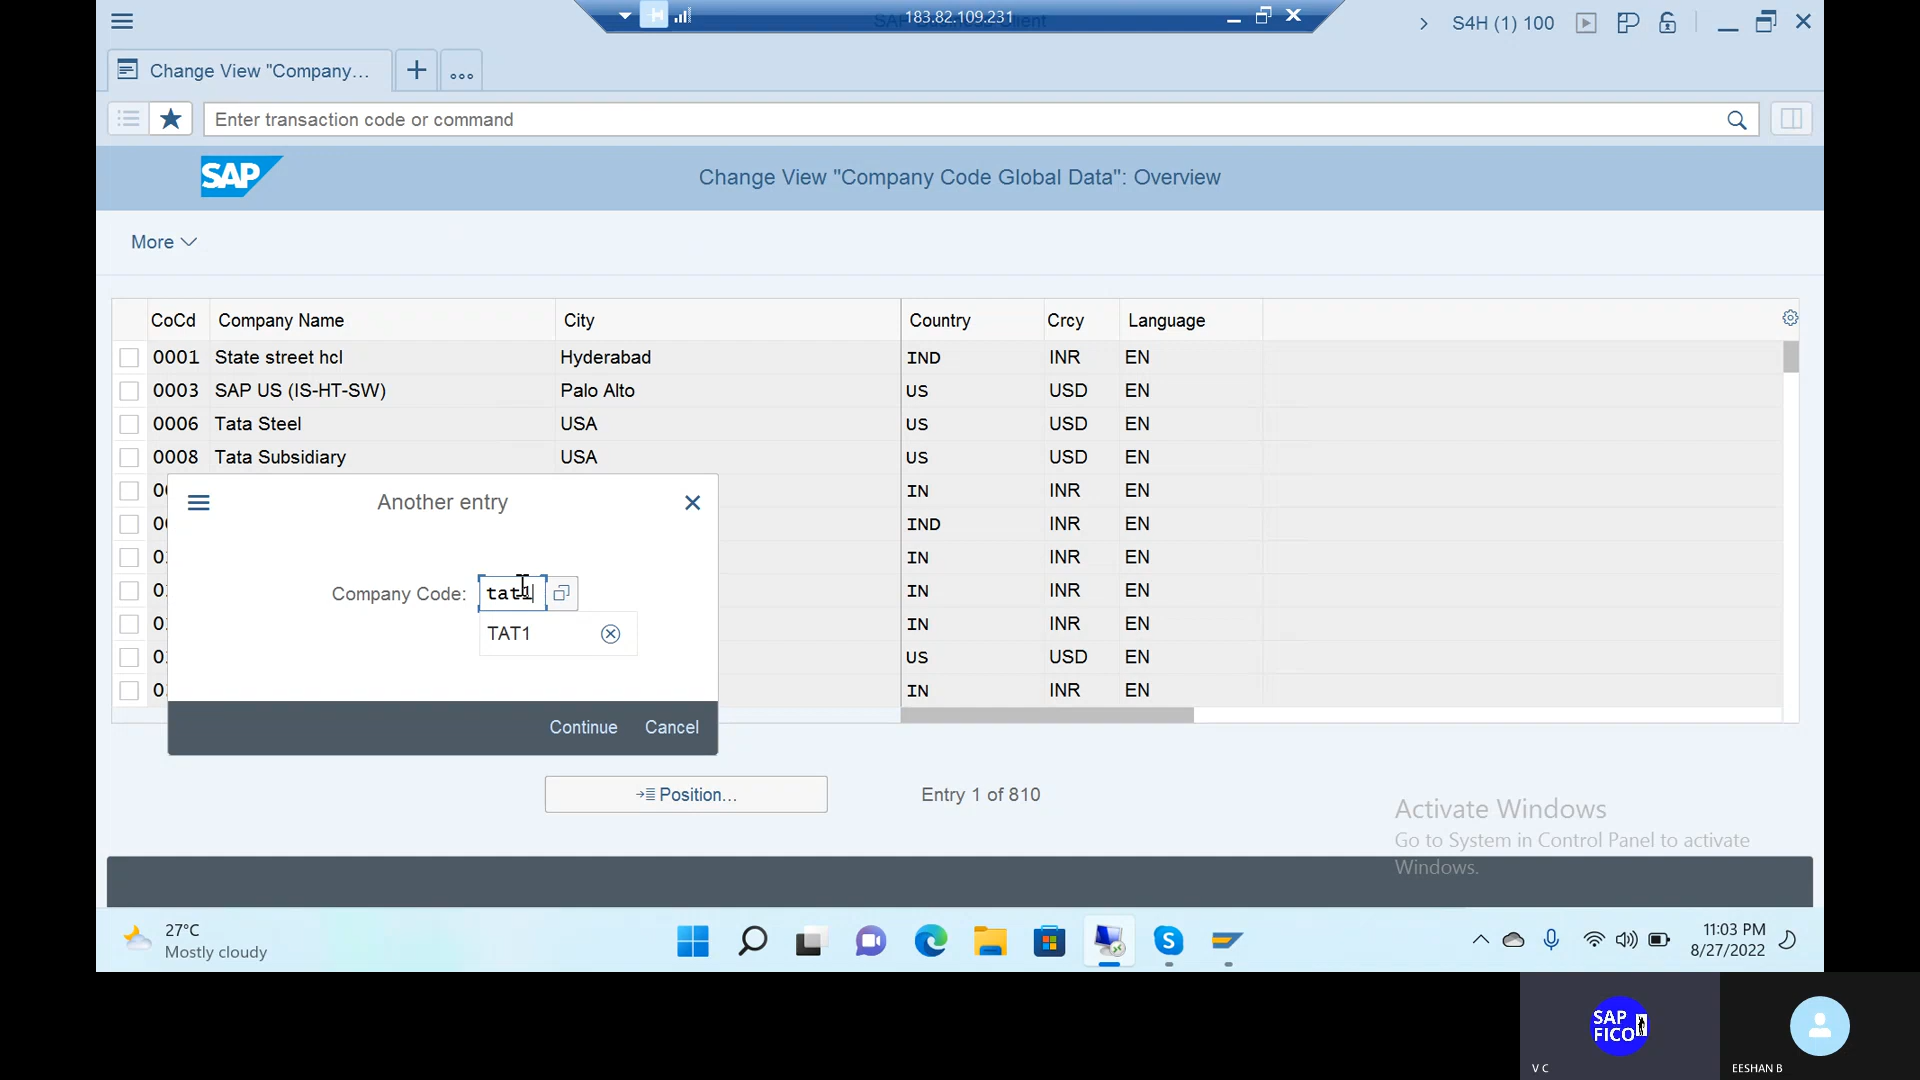 183.82.109.231
S4H (1) 100
Change View "Company...
Enter transaction code or command
SAP
Change View "Company Code Global Data": Overview
More
CoCd Company Name City Country Crcy Language
0001 State street hcl Hyderabad IND INR EN
0003 SAP US (IS-HT-SW) Palo Alto US USD EN
0006 Tata Steel USA US USD EN
0008 Tata Subsidiary USA US USD EN
IN INR EN
IND INR EN
IN INR EN
IN INR EN
IN INR EN
US USD EN
IN INR EN
Another entry
Company Code: tat1
TAT1
Continue Cancel
Position... Entry 1 of 810
Activate Windows
Go to System in Control Panel to activate
Windows.
27°C
Mostly cloudy
11:03 PM
8/27/2022
SAP
FICO
V C
EESHAN B